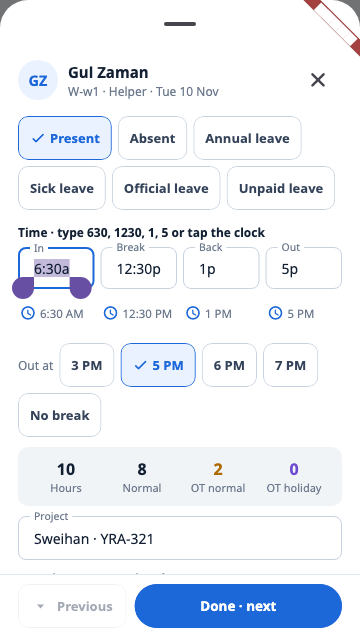 GZ
Gul Zaman
W-w1 · Helper · Tue 10 Nov
Present
Absent
Annual leave
Sick leave
Official leave
Unpaid leave
Time · type 630, 1230, 1, 5 or tap the clock
In
Break
Back
Out
6:30a
12:30p
1p
5p
6:30 AM
12:30 PM
1 PM
5 PM
Out at
3 PM
5 PM
6 PM
7 PM
No break
10
8
2
0
Hours
Normal
OT normal
OT holiday
Project
Sweihan · YRA-321
Previous
Done · next